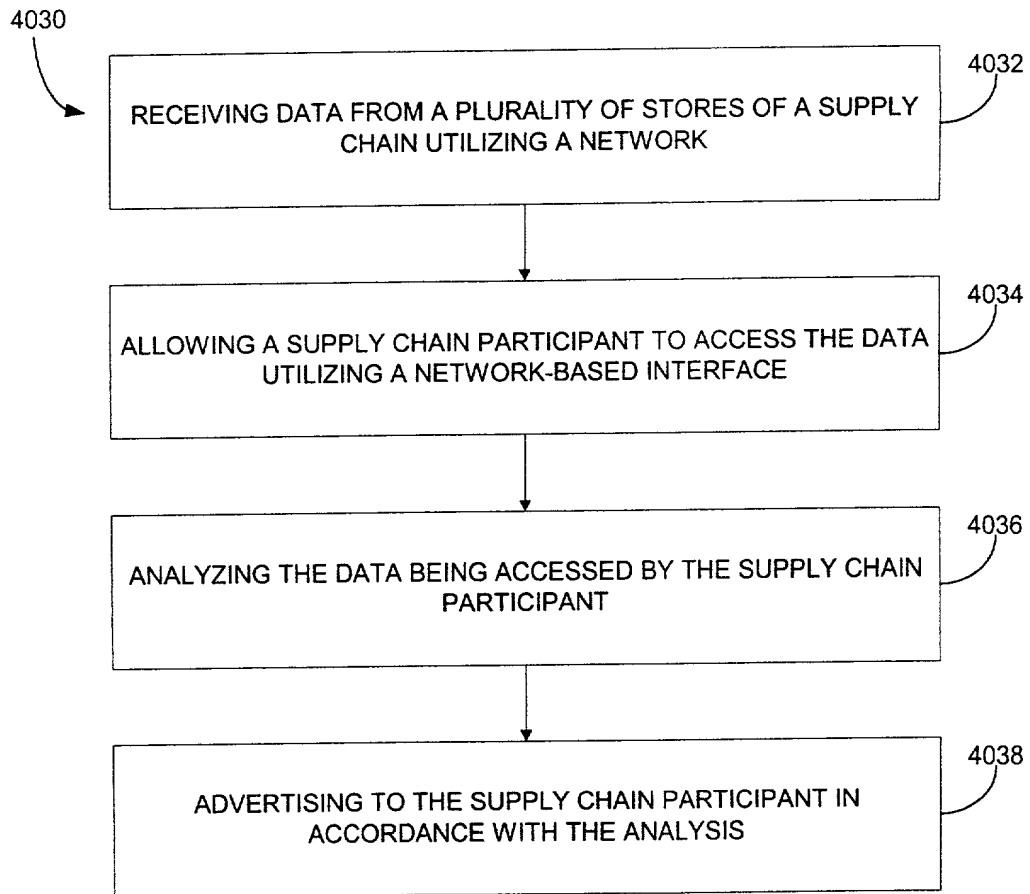 4030
4032
RECEIVING DATA FROM A PLURALITY OF STORES OF A SUPPLY
CHAIN UTILIZING A NETWORK
4034
ALLOWING A SUPPLY CHAIN PARTICIPANT TO ACCESS THE DATA
UTILIZING A NETWORK-BASED INTERFACE
4036
ANALYZING THE DATA BEING ACCESSED BY THE SUPPLY CHAIN
PARTICIPANT
4038
ADVERTISING TO THE SUPPLY CHAIN PARTICIPANT IN
ACCORDANCE WITH THE ANALYSIS